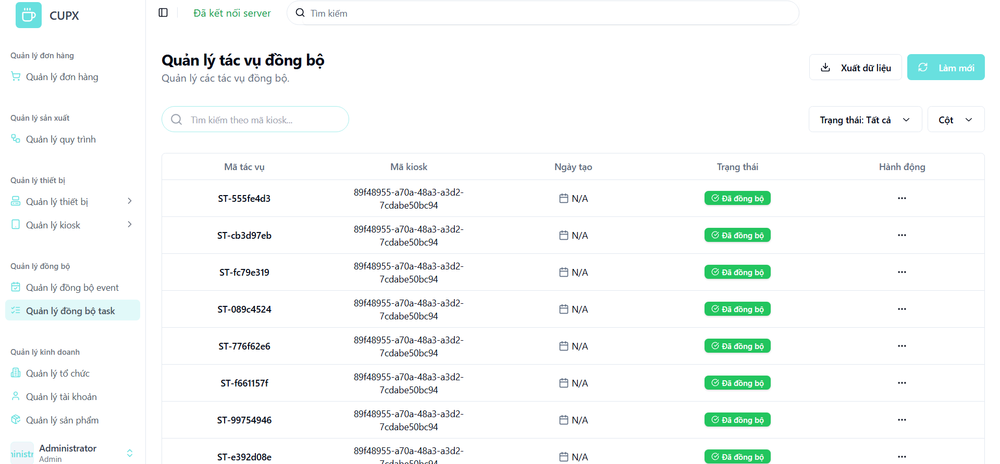 CUPX
Quản lý đơn hàng
Quản lý đơn hàng
Quản lý sản xuất
Quản lý quy trình
Quản lý thiết bị
Quản lý thiết bị
Quản lý kiosk
Quản lý đồng bộ
Quản lý đồng bộ event
Quản lý đồng bộ task
Quản lý kinh doanh
Quản lý tổ chức
Quản lý tài khoản
Quản lý sản phẩm
Administrator
Admin
Đã kết nối server
Tìm kiếm
Quản lý tác vụ đồng bộ
Quản lý các tác vụ đồng bộ.
Xuất dữ liệu
Làm mới
Tìm kiếm theo mã kiosk...
Trạng thái: Tất cả
Cột
Mã tác vụ Mã kiosk Ngày tạo Trạng thái Hành động
ST-555fe4d3 89f48955-a70a-48a3-a3d2- N/A Đã đồng bộ
7cdabe50bc94
ST-cb3d97eb 89f48955-a70a-48a3-a3d2- N/A Đã đồng bộ
7cdabe50bc94
ST-fc79e319 89f48955-a70a-48a3-a3d2- N/A Đã đồng bộ
7cdabe50bc94
ST-089c4524 89f48955-a70a-48a3-a3d2- N/A Đã đồng bộ
7cdabe50bc94
ST-776f62e6 89f48955-a70a-48a3-a3d2- N/A Đã đồng bộ
7cdabe50bc94
ST-f661157f 89f48955-a70a-48a3-a3d2- N/A Đã đồng bộ
7cdabe50bc94
ST-99754946 89f48955-a70a-48a3-a3d2- N/A Đã đồng bộ
7cdabe50bc94
ST-e392d08e 89f48955-a70a-48a3-a3d2- N/A Đã đồng bộ
7cdabe50bc94